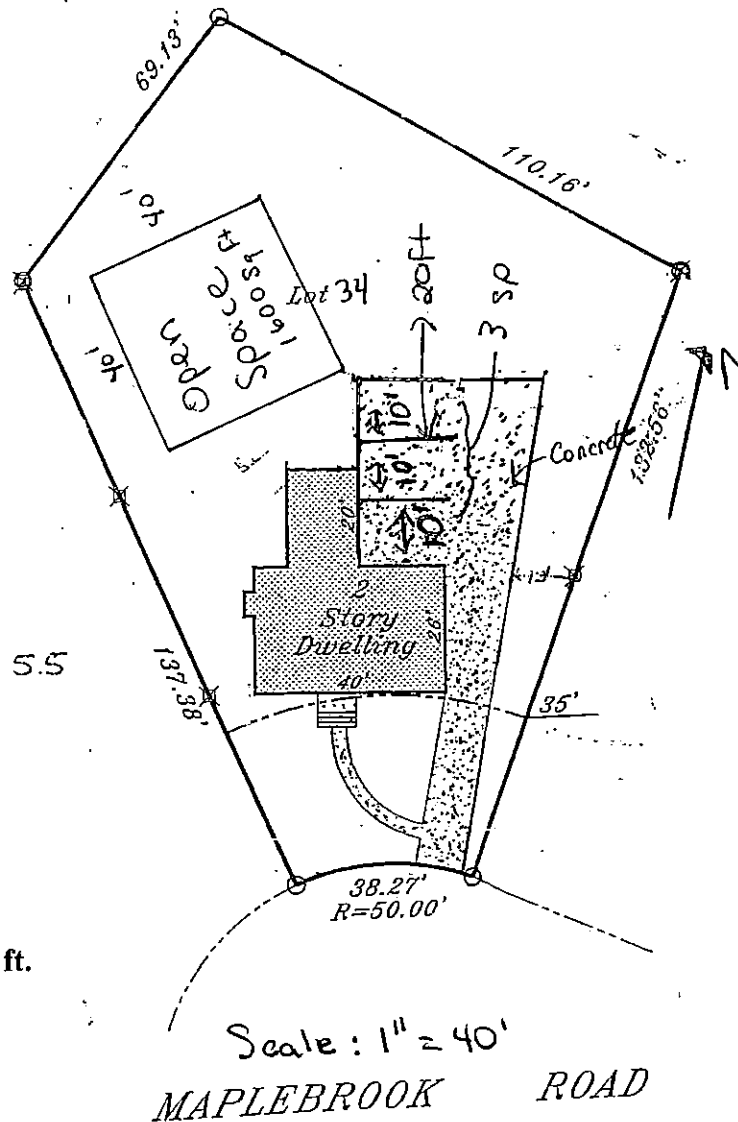 69.13'
110.16'
40'
40'
Open
Space
1600 sq ft
Lot 34
20ft
3 SP
10'
10'
10'
Concrete
132.56"
20'
2
Story
Dwelling
26'
40'
12'
5.5
137.38'
35'
38.27'
R=50.00'
ft.
Scale: 1" = 40'
MAPLEBROOK ROAD